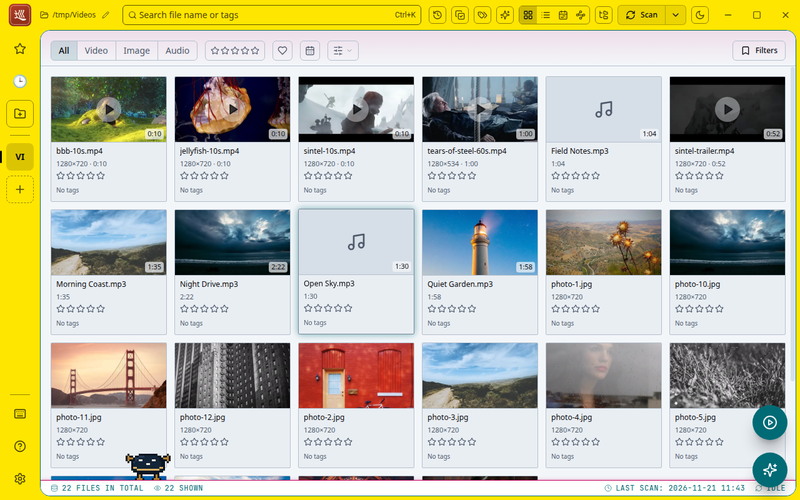 /tmp/Videos
Search file name or tags
Ctrl+K
Scan
All
Video
Image
Audio
Filters
VI
0:10
0:10
0:10
1:00
1:04
0:52
bbb-10s.mp4
jellyfish-10s.mp4
sintel-10s.mp4
tears-of-steel-60s.mp4
Field Notes.mp3
sintel-trailer.mp4
1280×720 · 0:10
1280×720 · 0:10
1280×720 · 0:10
1280×534 · 1:00
1:04
1280×720 · 0:52
No tags
No tags
No tags
No tags
No tags
No tags
1:35
2:22
1:30
1:58
Morning Coast.mp3
Night Drive.mp3
Open Sky.mp3
Quiet Garden.mp3
photo-1.jpg
photo-10.jpg
1:35
2:22
1:30
1:58
1280×720
1280×720
No tags
No tags
No tags
No tags
No tags
No tags
photo-11.jpg
photo-12.jpg
photo-2.jpg
photo-3.jpg
photo-4.jpg
photo-5.jpg
1280×720
1280×720
1280×720
1280×720
1280×720
1280×720
No tags
No tags
No tags
No tags
No tags
No tags
22 FILES IN TOTAL
22 SHOWN
LAST SCAN: 2026-11-21 11:43